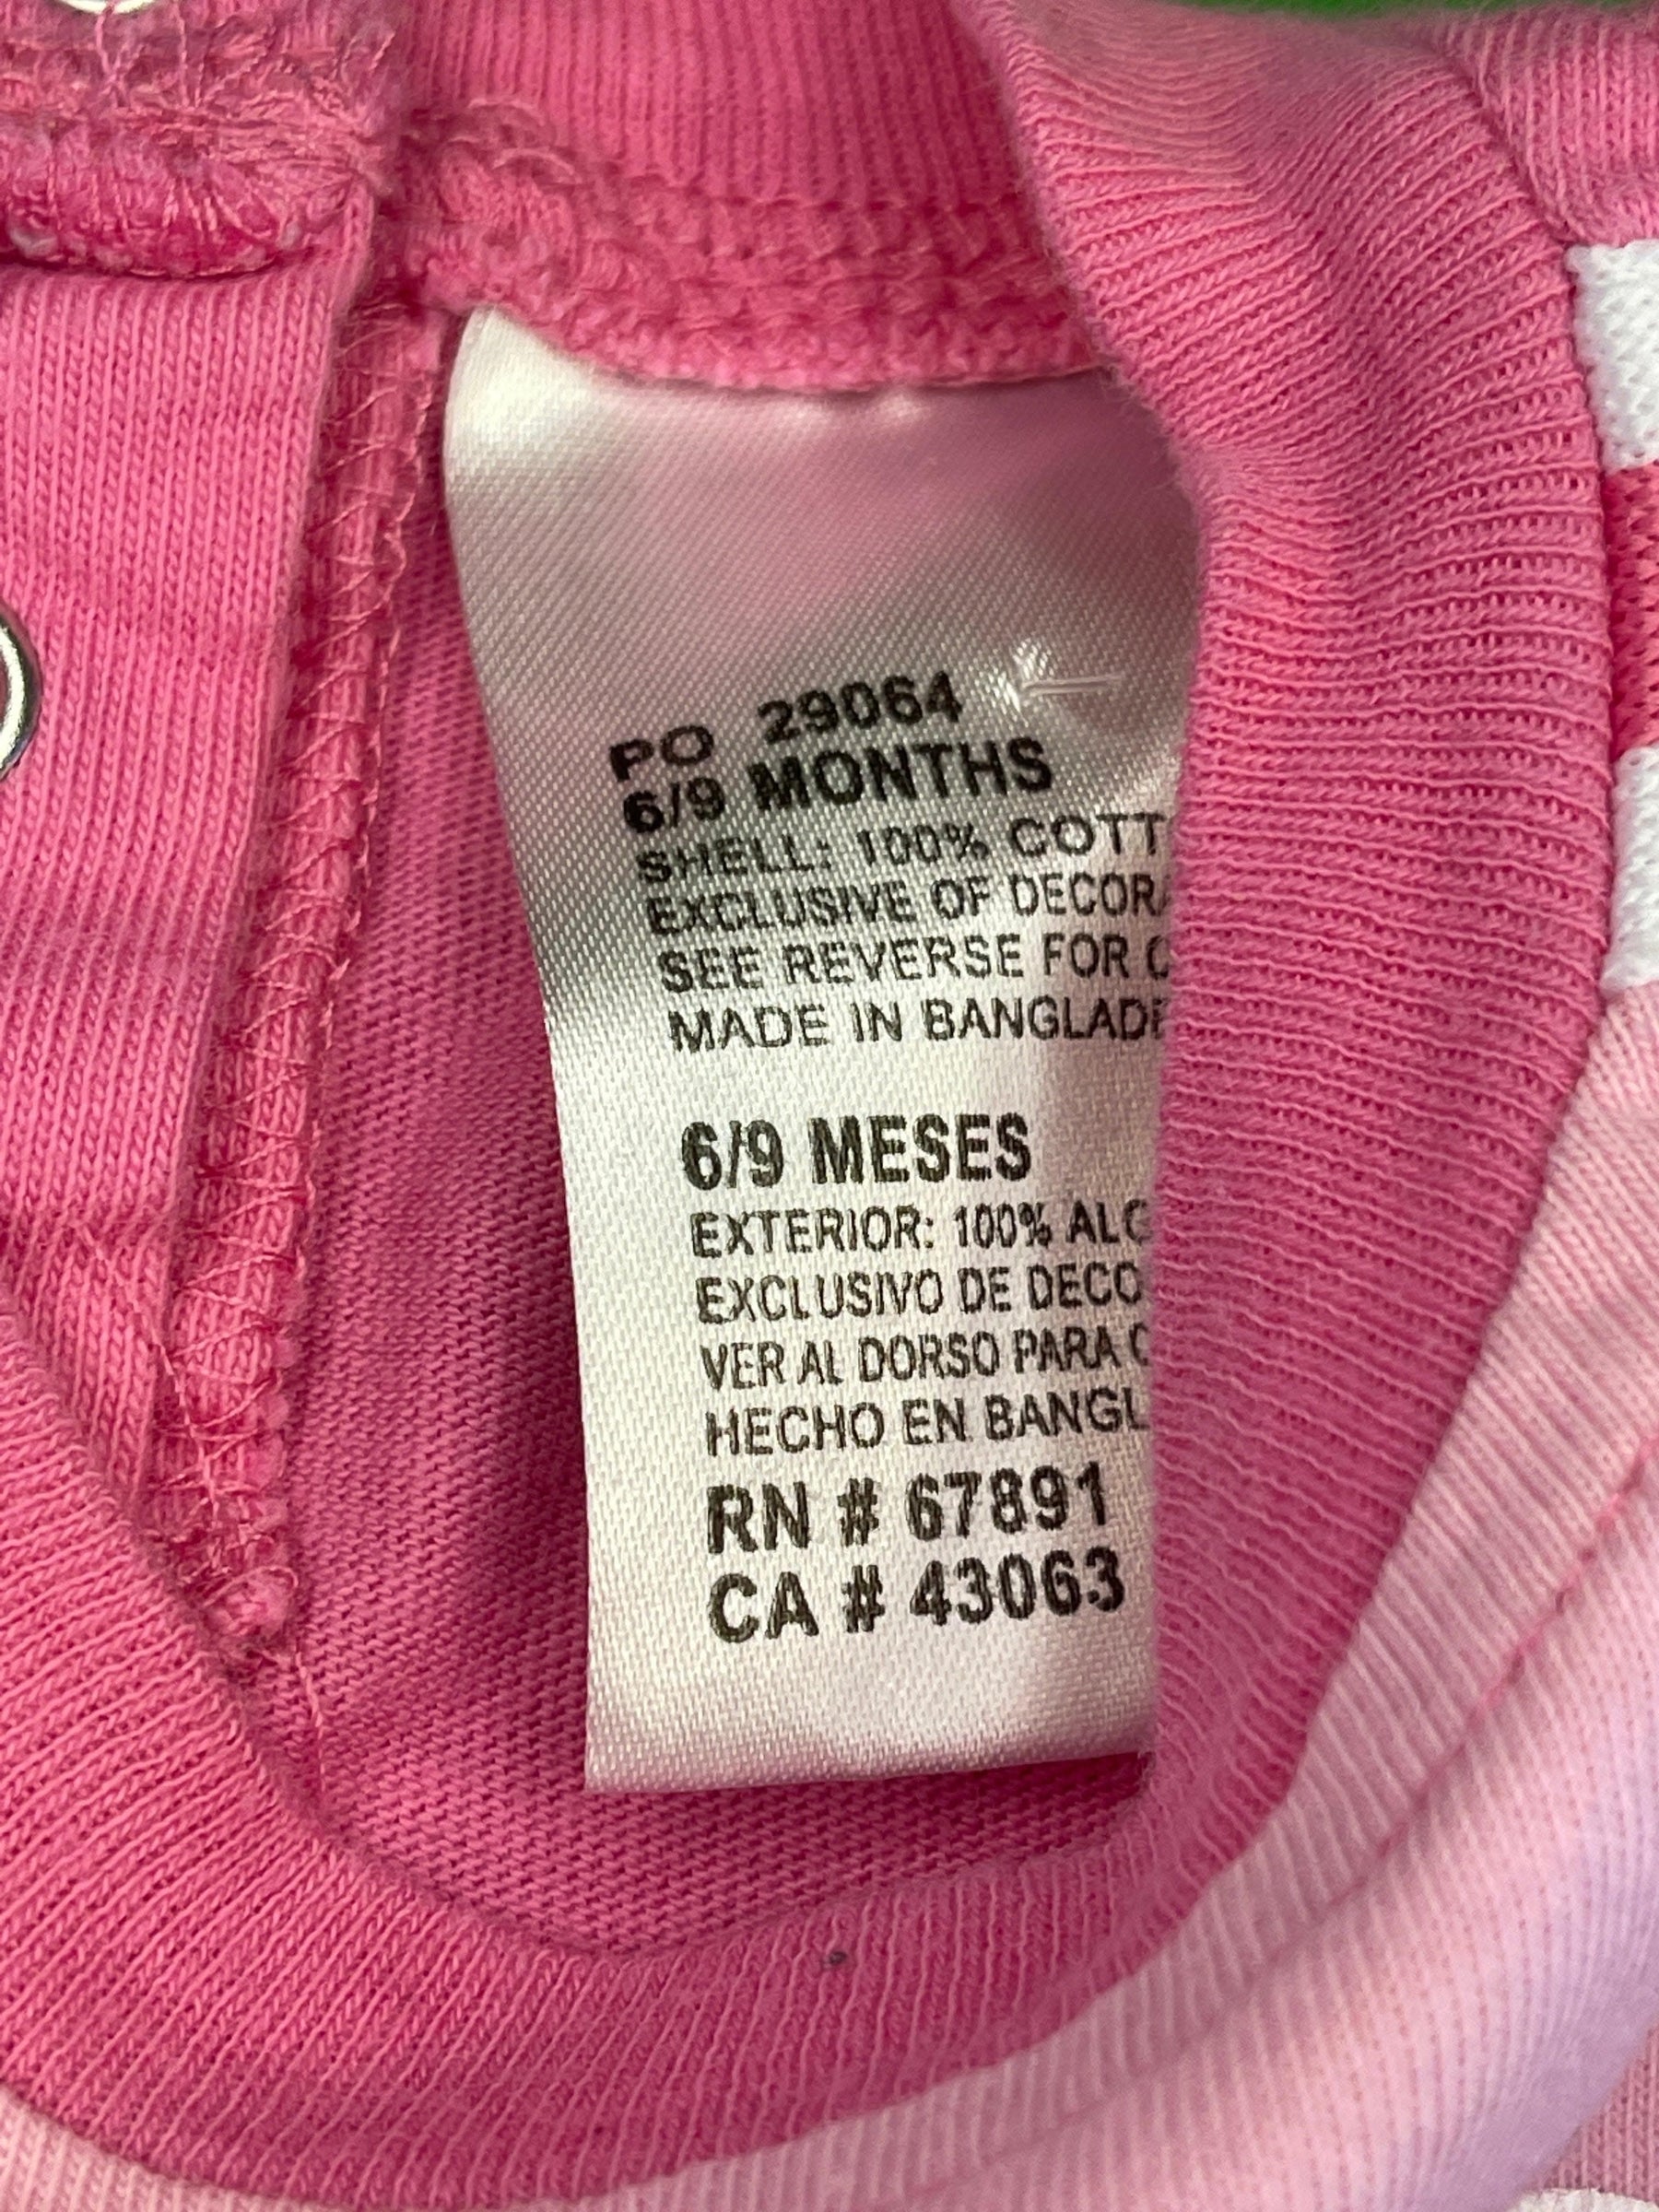 PO 29064
6/9 MONTHS
SHELL: 100% COTT
EXCLUSIVE OF DECORA
SEE REVERSE FOR C
MADE IN BANGLADE
6/9 MESES
EXTERIOR: 100% ALG
EXCLUSIVO DE DECO
VER AL DORSO PARA C
HECHO EN BANGL
RN # 67891
CA # 43063